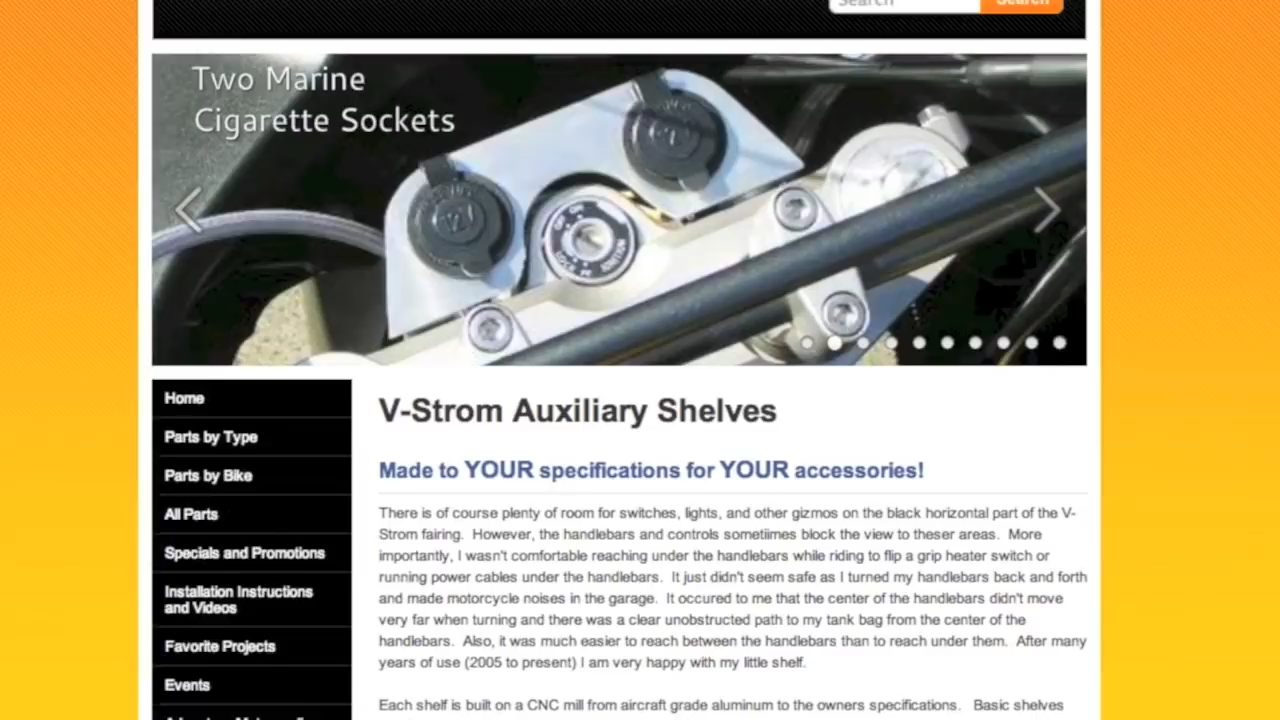 Search
Search
Two Marine
Cigarette Sockets
V-Strom Auxiliary Shelves
Made to YOUR specifications for YOUR accessories!
There is of course plenty of room for switches, lights, and other gizmos on the black horizontal part of the V-
Strom fairing. However, the handlebars and controls sometiimes block the view to theser areas. More
importantly, I wasn't comfortable reaching under the handlebars while riding to flip a grip heater switch or
running power cables under the handlebars. It just didn't seem safe as I turned my handlebars back and forth
and made motorcycle noises in the garage. It occured to me that the center of the handlebars didn't move
very far when turning and there was a clear unobstructed path to my tank bag from the center of the
handlebars. Also, it was much easier to reach between the handlebars than to reach under them. After many
years of use (2005 to present) I am very happy with my little shelf.
Each shelf is built on a CNC mill from aircraft grade aluminum to the owners specifications. Basic shelves
Home
Parts by Type
Parts by Bike
All Parts
Specials and Promotions
Installation Instructions
and Videos
Favorite Projects
Events